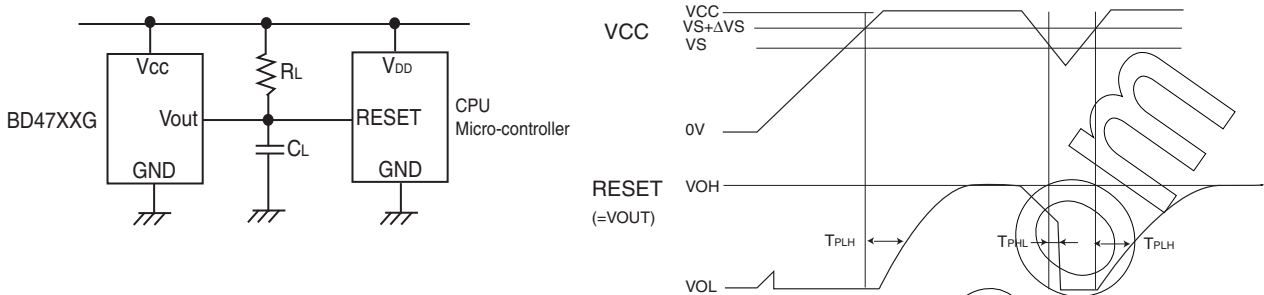 BD47XXG
Vcc
Vout
GND
RL
CL
VDD
RESET
GND
CPU
Micro-controller
VCC
VCC
VS+ΔVS
VS
0V
RESET
(=VOUT)
VOH
VOL
TPLH
TPHL
TPLH
om